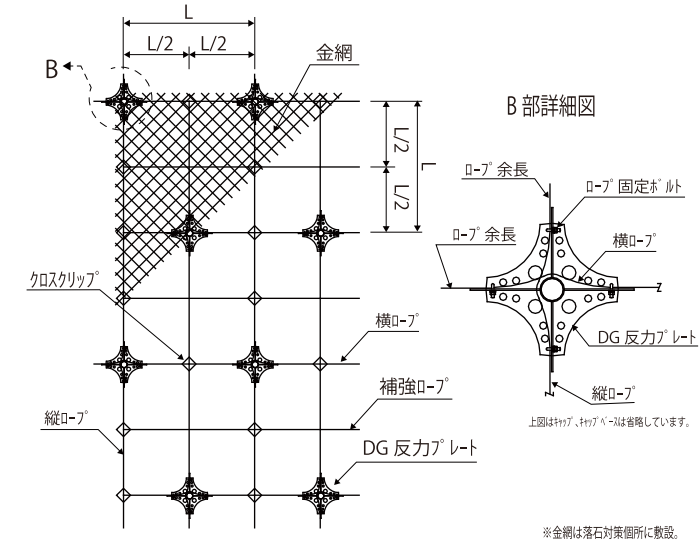 L
L/2
L/2
金網
B
B 部詳細図
L/2
L
L/2
ロープ余長
ロープ固定ボルト
ロープ余長
横ロープ
クロスクリップ
DG 反力プレート
横ロープ
縦ロープ
補強ロープ
上図はキャップ、キャップベースは省略しています。
縦ロープ
DG 反力プレート
※金網は落石対策個所に敷設。